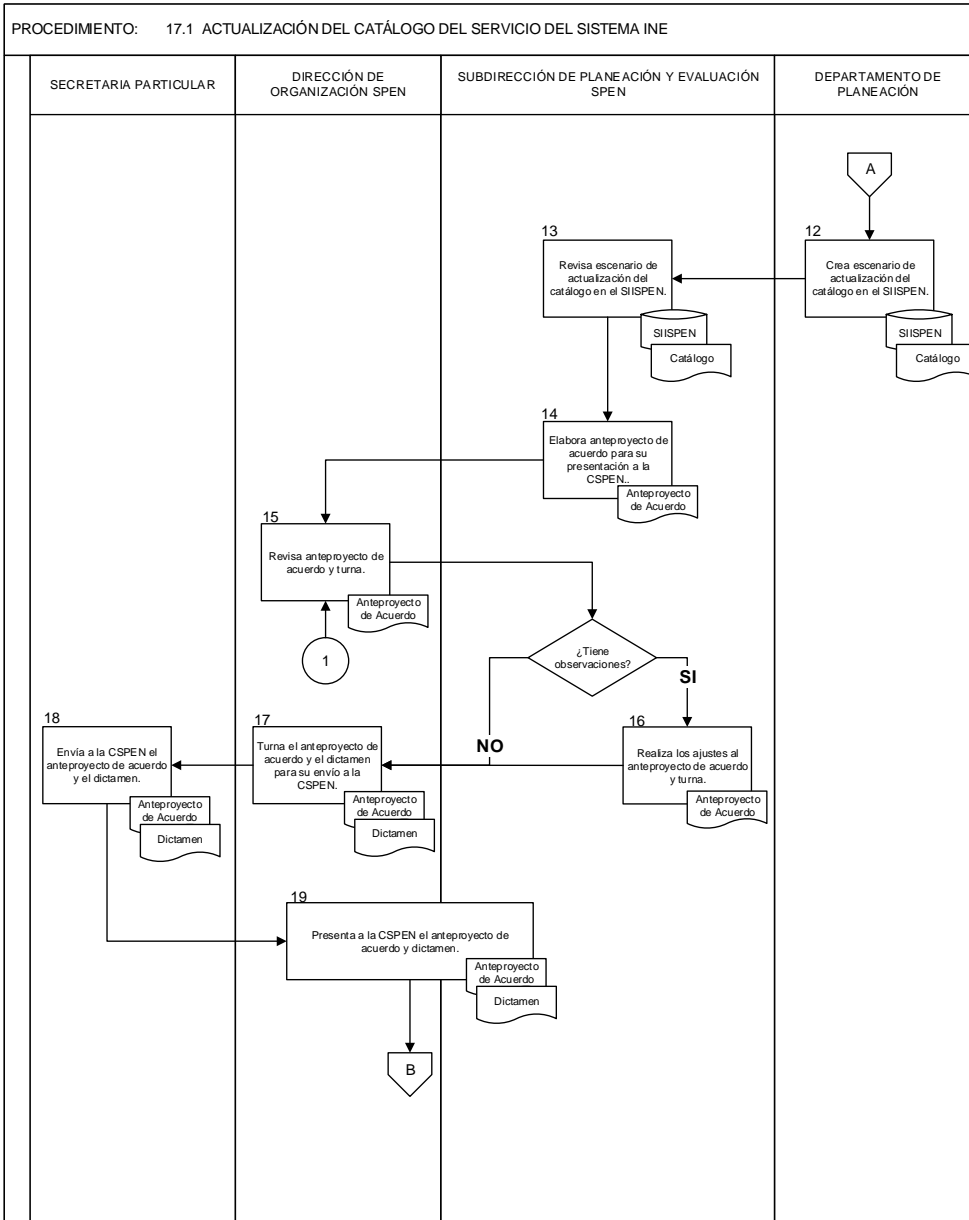 PROCEDIMIENTO: 17.1 ACTUALIZACIÓN DEL CATÁLOGO DEL SERVICIO DEL SISTEMA INE
SECRETARIA PARTICULAR
DIRECCIÓN DE
ORGANIZACIÓN SPEN
SUBDIRECCIÓN DE PLANEACIÓN Y EVALUACIÓN
SPEN
DEPARTAMENTO DE
PLANEACIÓN
A
12
Crea escenario de
actualización del
catálogo en el SIISPEN.
SIISPEN
Catálogo
13
Revisa escenario de
actualización del
catálogo en el SIISPEN.
SIISPEN
Catálogo
14
Elabora anteproyecto de
acuerdo para su
presentación a la
CSPEN..
Anteproyecto
de Acuerdo
15
Revisa anteproyecto de
acuerdo y turna.
Anteproyecto
de Acuerdo
1
¿Tiene
observaciones?
SI
NO
16
Realiza los ajustes al
anteproyecto de acuerdo
y turna.
Anteproyecto
de Acuerdo
17
Turna el anteproyecto de
acuerdo y el dictamen
para su envío a la
CSPEN.
Anteproyecto
de Acuerdo
Dictamen
18
Envía a la CSPEN el
anteproyecto de acuerdo
y el dictamen.
Anteproyecto
de Acuerdo
Dictamen
19
Presenta a la CSPEN el anteproyecto de
acuerdo y dictamen.
Anteproyecto
de Acuerdo
Dictamen
B